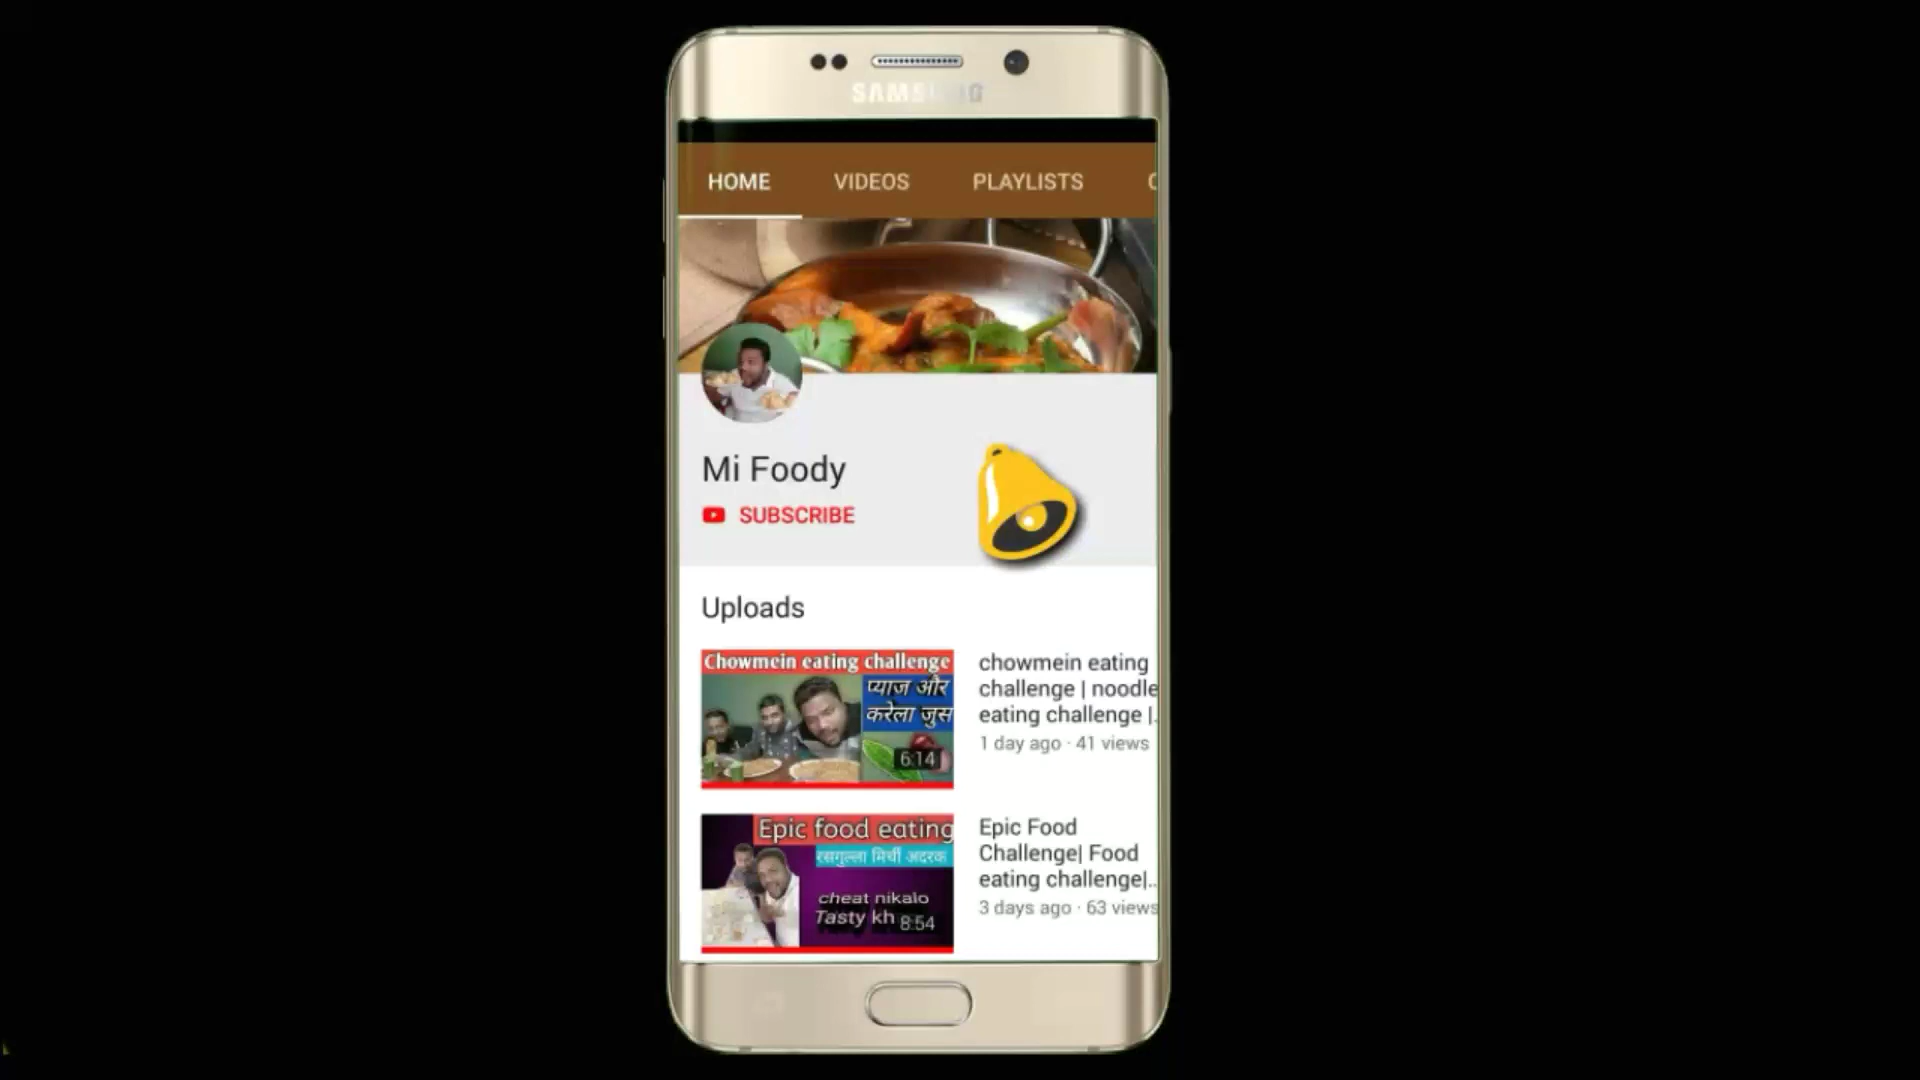 SAMSUNG
HOME VIDEOS PLAYLISTS
Mi Foody
SUBSCRIBE
Uploads
Chowmein eating challenge
प्याज और
करेला जुस
6:14
chowmein eating
challenge | noodle
eating challenge |.
1 day ago · 41 views
Epic food eating
रसगुल्ला मिर्ची अदरक
cheat nikalo
Tasty kh
8:54
Epic Food
Challenge| Food
eating challenge|..
3 days ago · 63 views